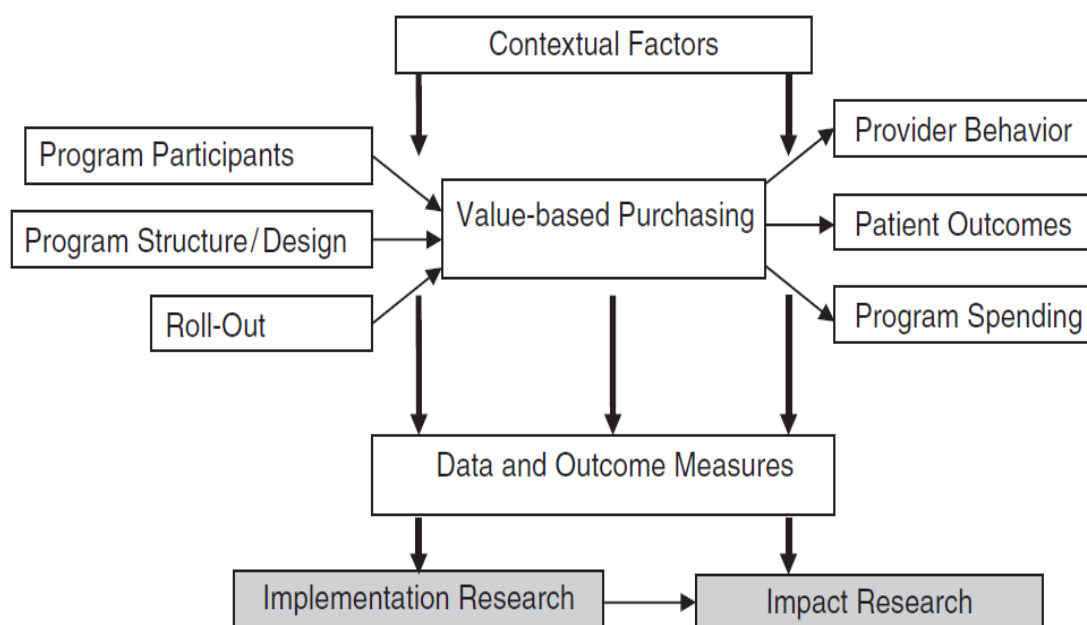 Contextual Factors
Program Participants
Program Structure/Design
Roll-Out
Value-based Purchasing
Provider Behavior
Patient Outcomes
Program Spending
Data and Outcome Measures
Implementation Research
Impact Research